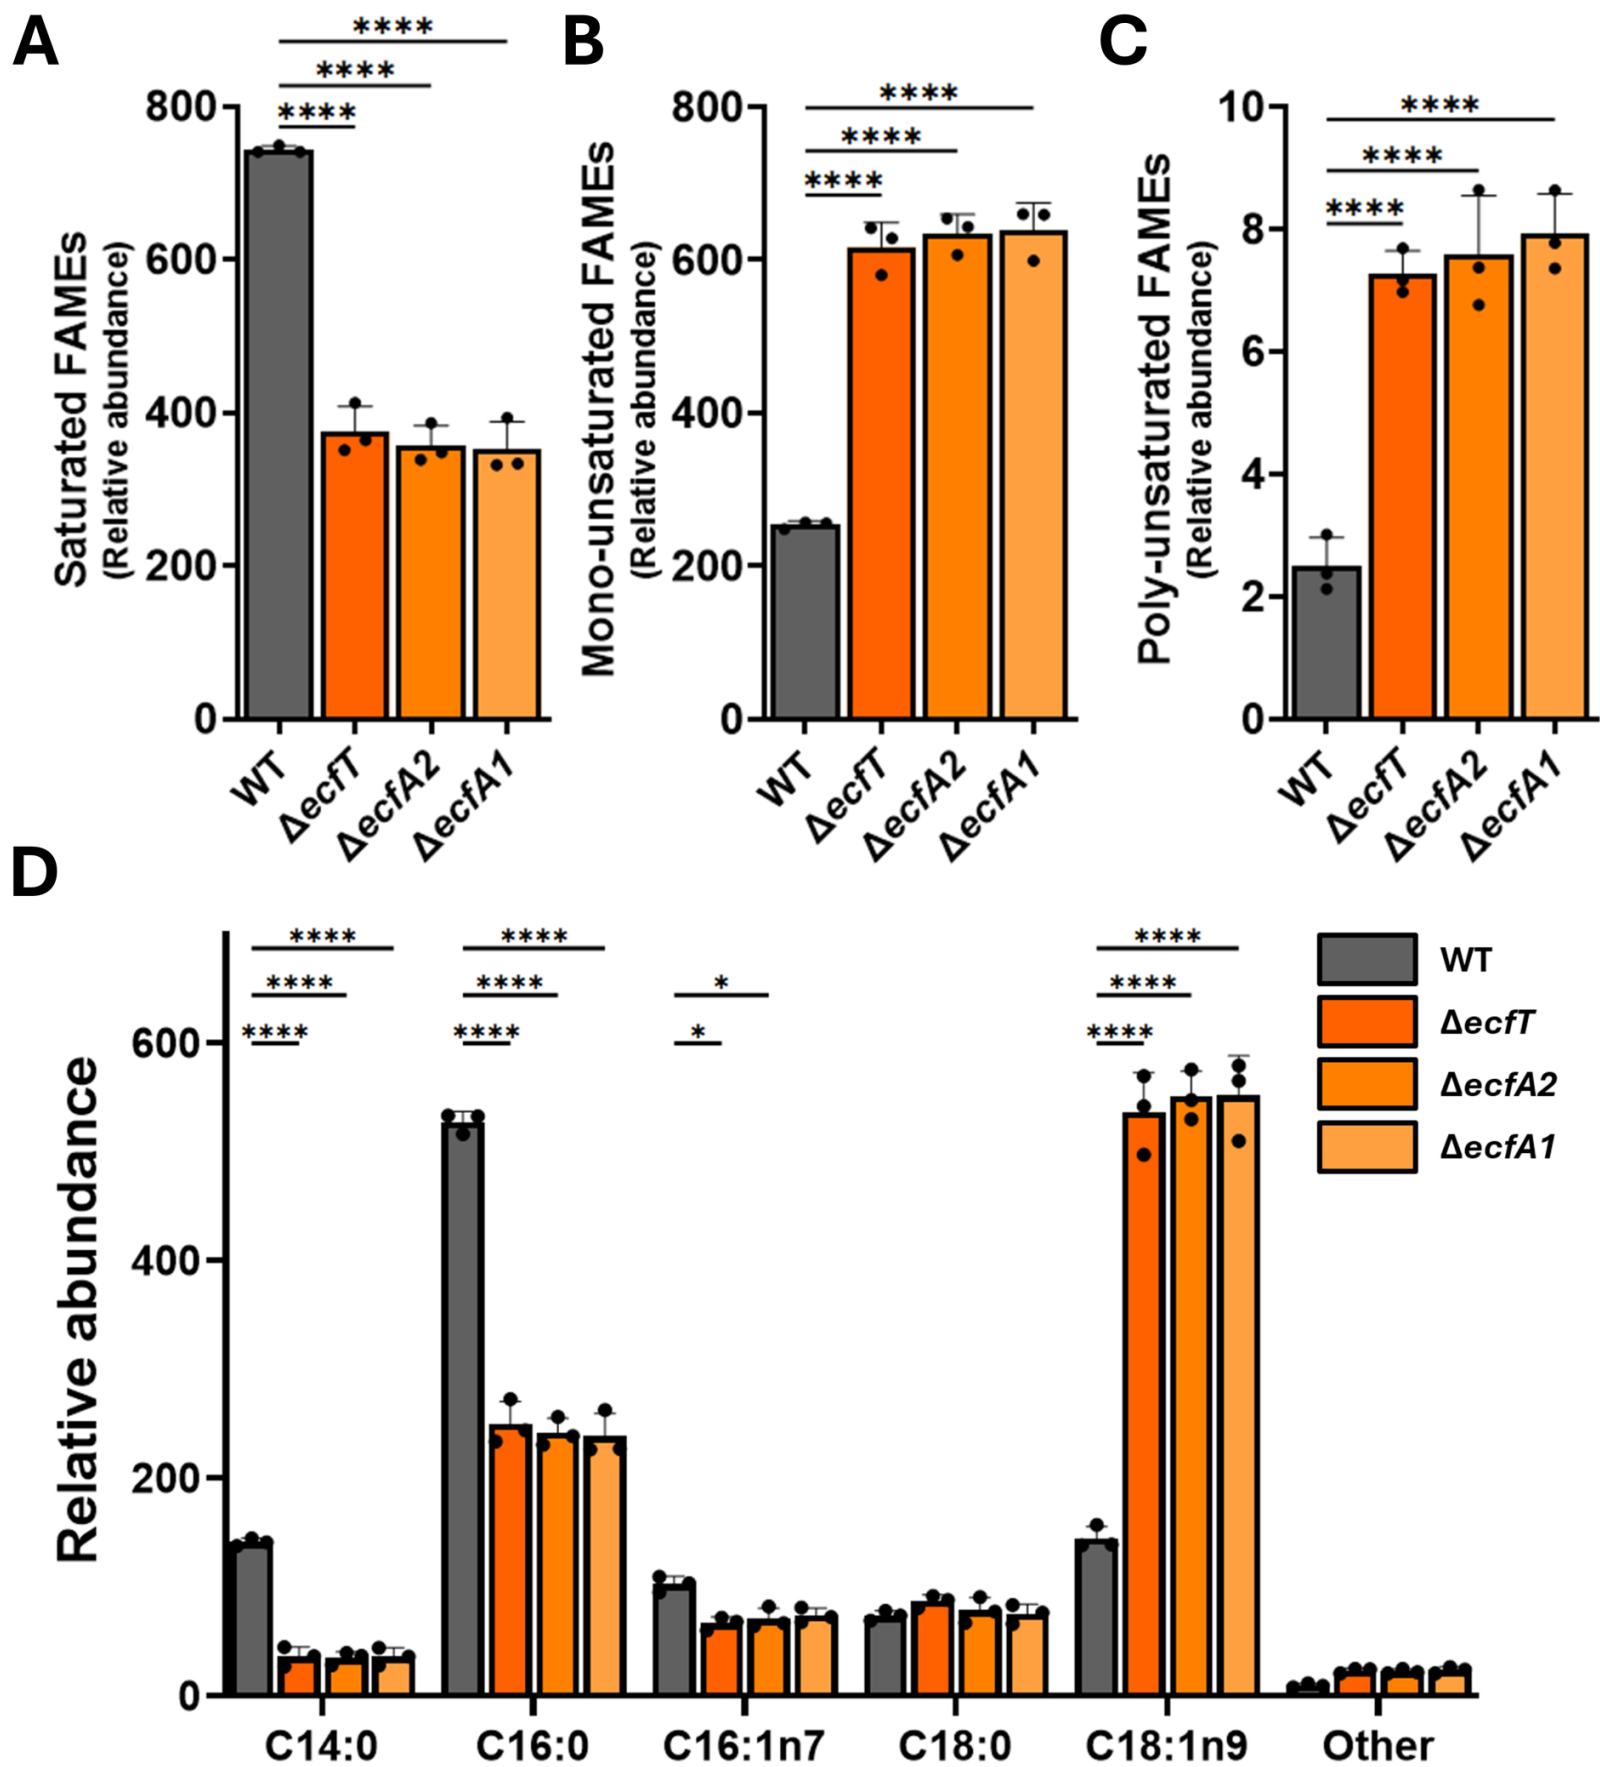 A
B
C
****
****
****
800
600
400
200
0
Saturated FAMEs
(Relative abundance)
WT
ΔecfT
ΔecfA2
ΔecfA1
****
****
****
800
600
400
200
0
Mono-unsaturated FAMEs
(Relative abundance)
WT
ΔecfT
ΔecfA2
ΔecfA1
****
****
****
10
8
6
4
2
0
Poly-unsaturated FAMEs
(Relative abundance)
WT
ΔecfT
ΔecfA2
ΔecfA1
D
Relative abundance
600
400
200
0
****
****
****
****
****
****
*
*
****
****
****
WT
ΔecfT
ΔecfA2
ΔecfA1
C14:0
C16:0
C16:1n7
C18:0
C18:1n9
Other